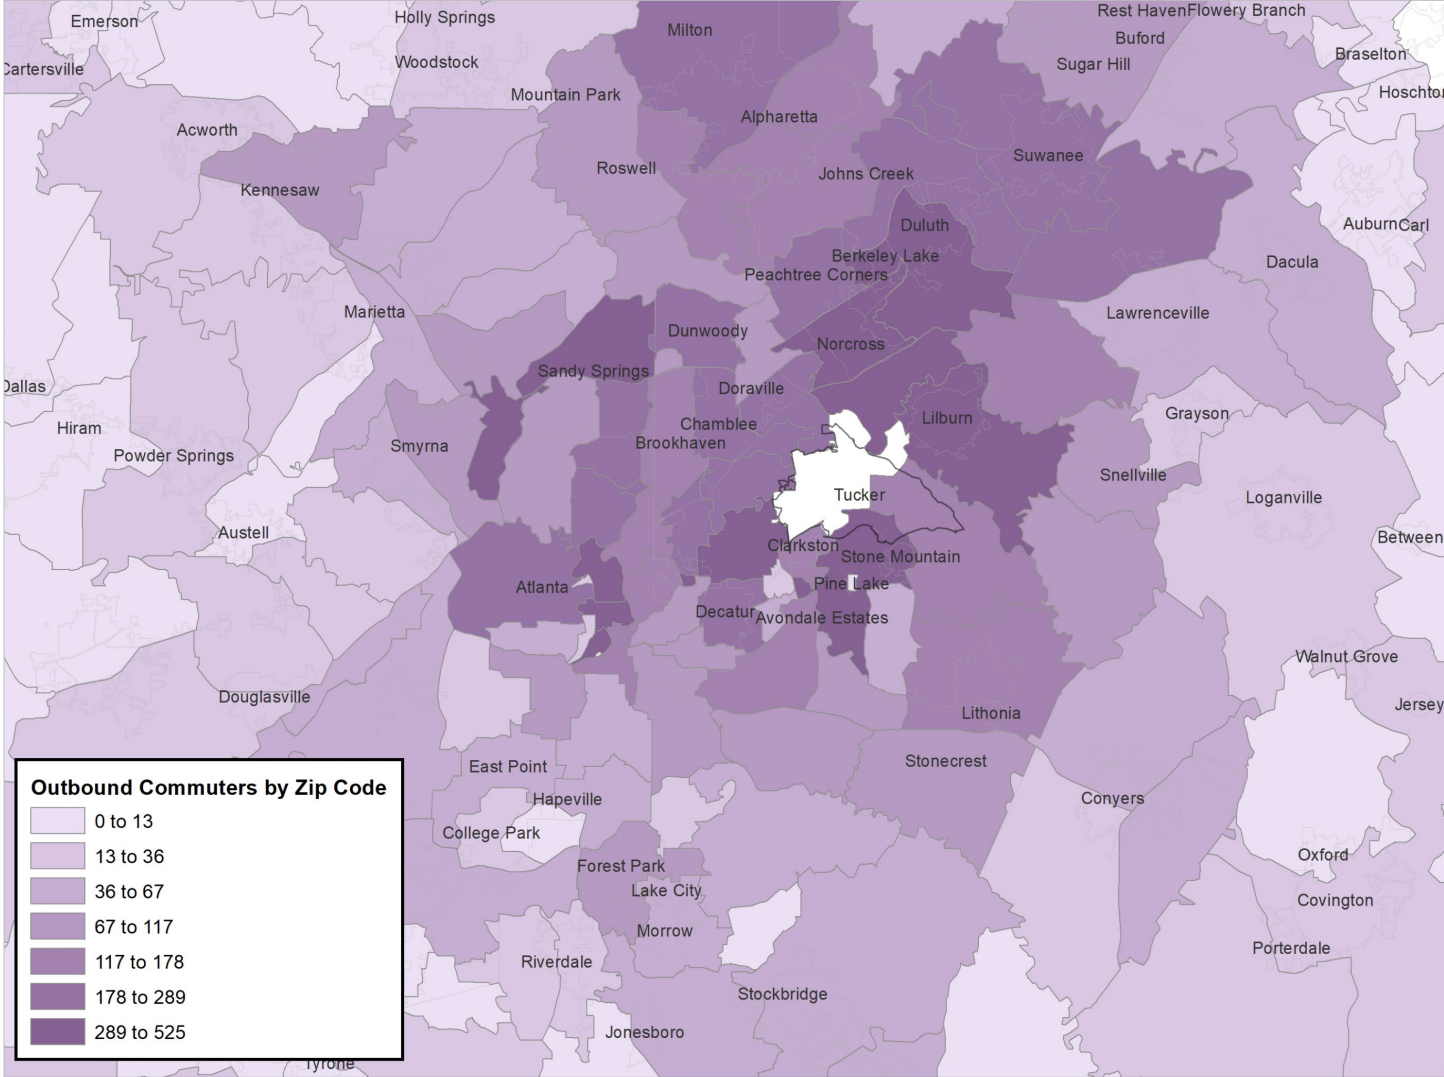 Emerson
Holly Springs
Milton
Rest Haven
Flowery Branch
Buford
Braselton
Cartersville
Woodstock
Sugar Hill
Mountain Park
Hoschton
Alpharetta
Acworth
Suwanee
Roswell
Johns Creek
Kennesaw
Duluth
Auburn
Carl
Berkeley Lake
Dacula
Peachtree Corners
Marietta
Lawrenceville
Dunwoody
Norcross
Sandy Springs
Dallas
Doraville
Grayson
Lilburn
Hiram
Chamblee
Smyrna
Brookhaven
Powder Springs
Snellville
Tucker
Loganville
Austell
Between
Clarkston
Stone Mountain
Atlanta
Pine Lake
Decatur
Avondale Estates
Walnut Grove
Douglasville
Jersey
Lithonia
East Point
Stonecrest
Hapeville
Conyers
College Park
Oxford
Forest Park
Lake City
Covington
Morrow
Porterdale
Riverdale
Stockbridge
Jonesboro
Tyrone
Outbound Commuters by Zip Code
0 to 13
13 to 36
36 to 67
67 to 117
117 to 178
178 to 289
289 to 525